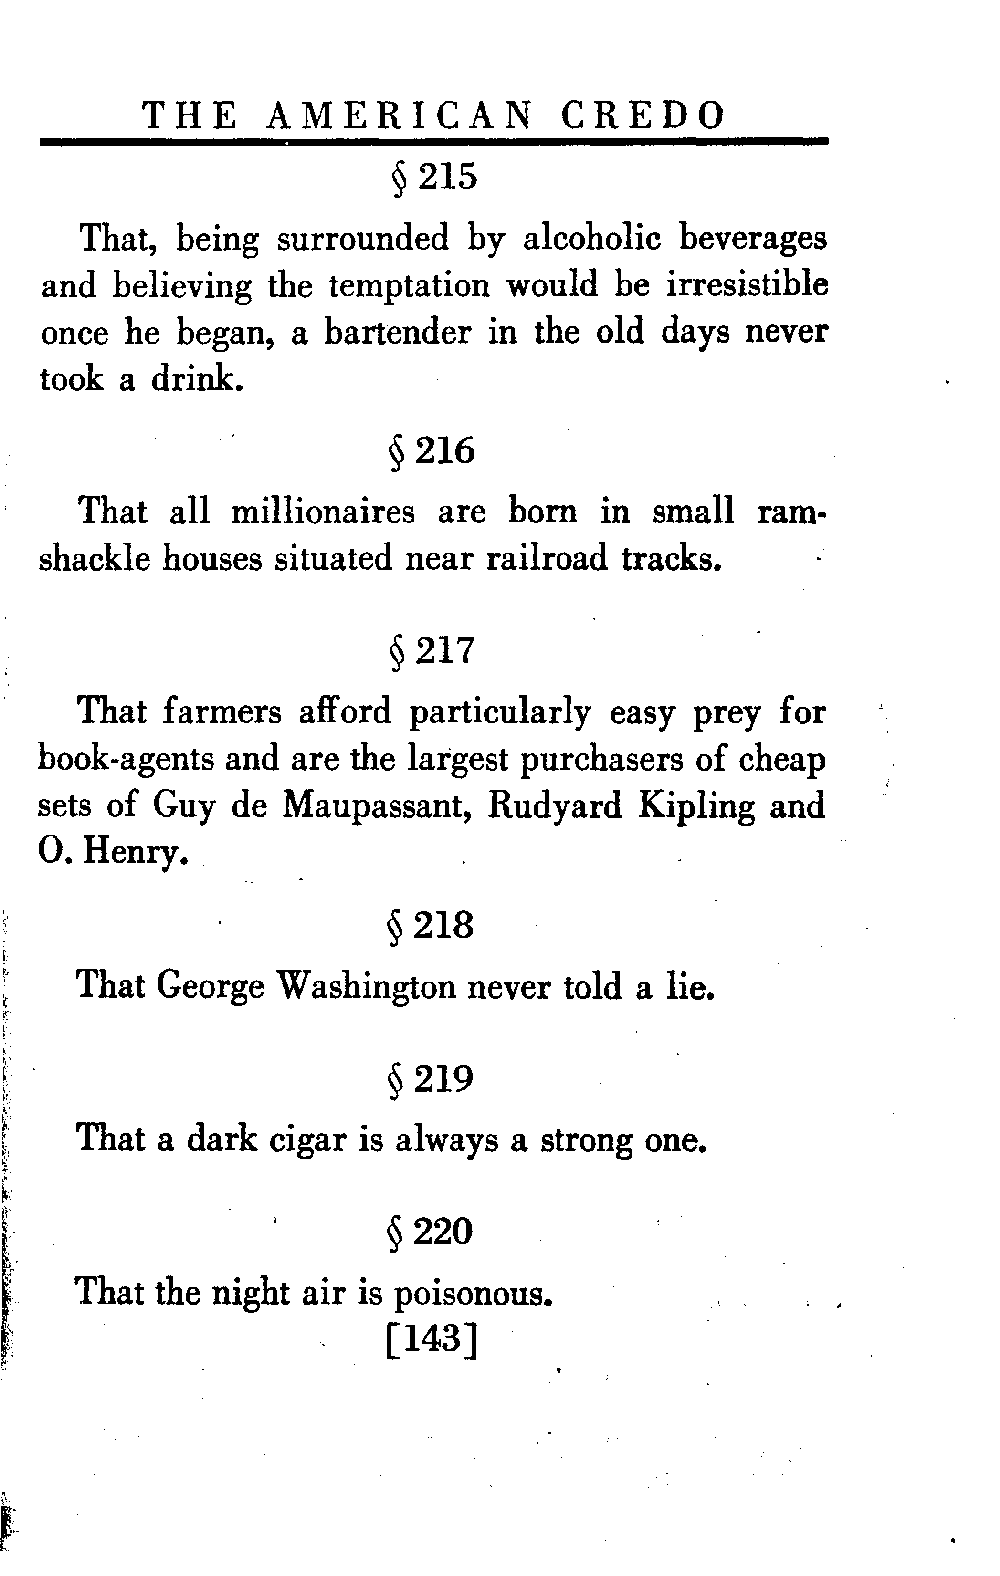 THE AMERICAN CREDO
§ 215
That, being surrounded by alcoholic beverages
and believing the temptation would be irresistible
once he began, a bartender in the old days never
took a drink.
§ 216
That all millionaires are born in small ram-
shackle houses situated near railroad tracks.
§ 217
That farmers afford particularly easy prey for
book-agents and are the largest purchasers of cheap
sets of Guy de Maupassant, Rudyard Kipling and
O. Henry.
§ 218
That George Washington never told a lie.
§ 219
That a dark cigar is always a strong one.
§ 220
That the night air is poisonous.
[143]